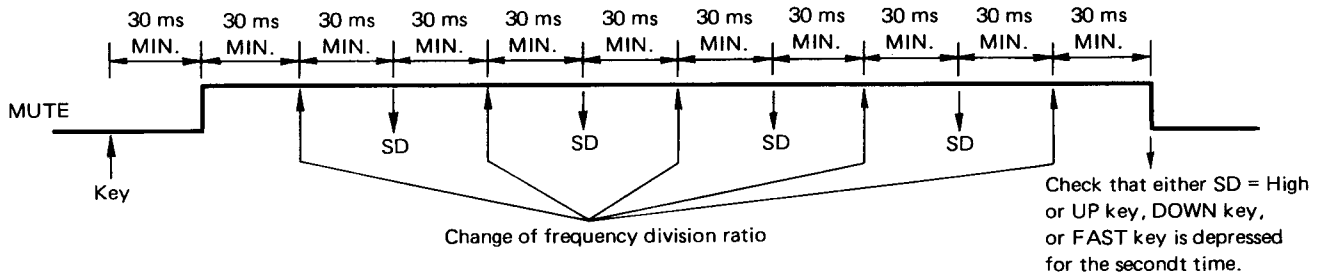 30 ms 30 ms 30 ms 30 ms 30 ms 30 ms 30 ms 30 ms 30 ms 30 ms 30 ms
MIN. MIN. MIN. MIN. MIN. MIN. MIN. MIN. MIN. MIN. MIN.
MUTE
SD SD SD SD
Key
Change of frequency division ratio
Check that either SD = High
or UP key, DOWN key,
or FAST key is depressed
for the secondt time.